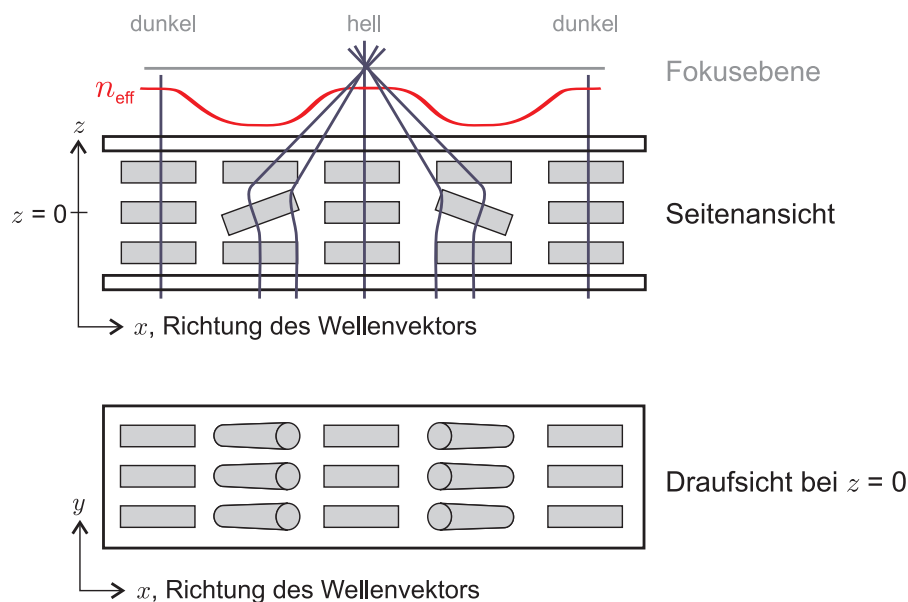 dunkel hell dunkel
Fokusebene
n_eff
z
z = 0
Seitenansicht
x, Richtung des Wellenvektors
Draufsicht bei z = 0
y
x, Richtung des Wellenvektors